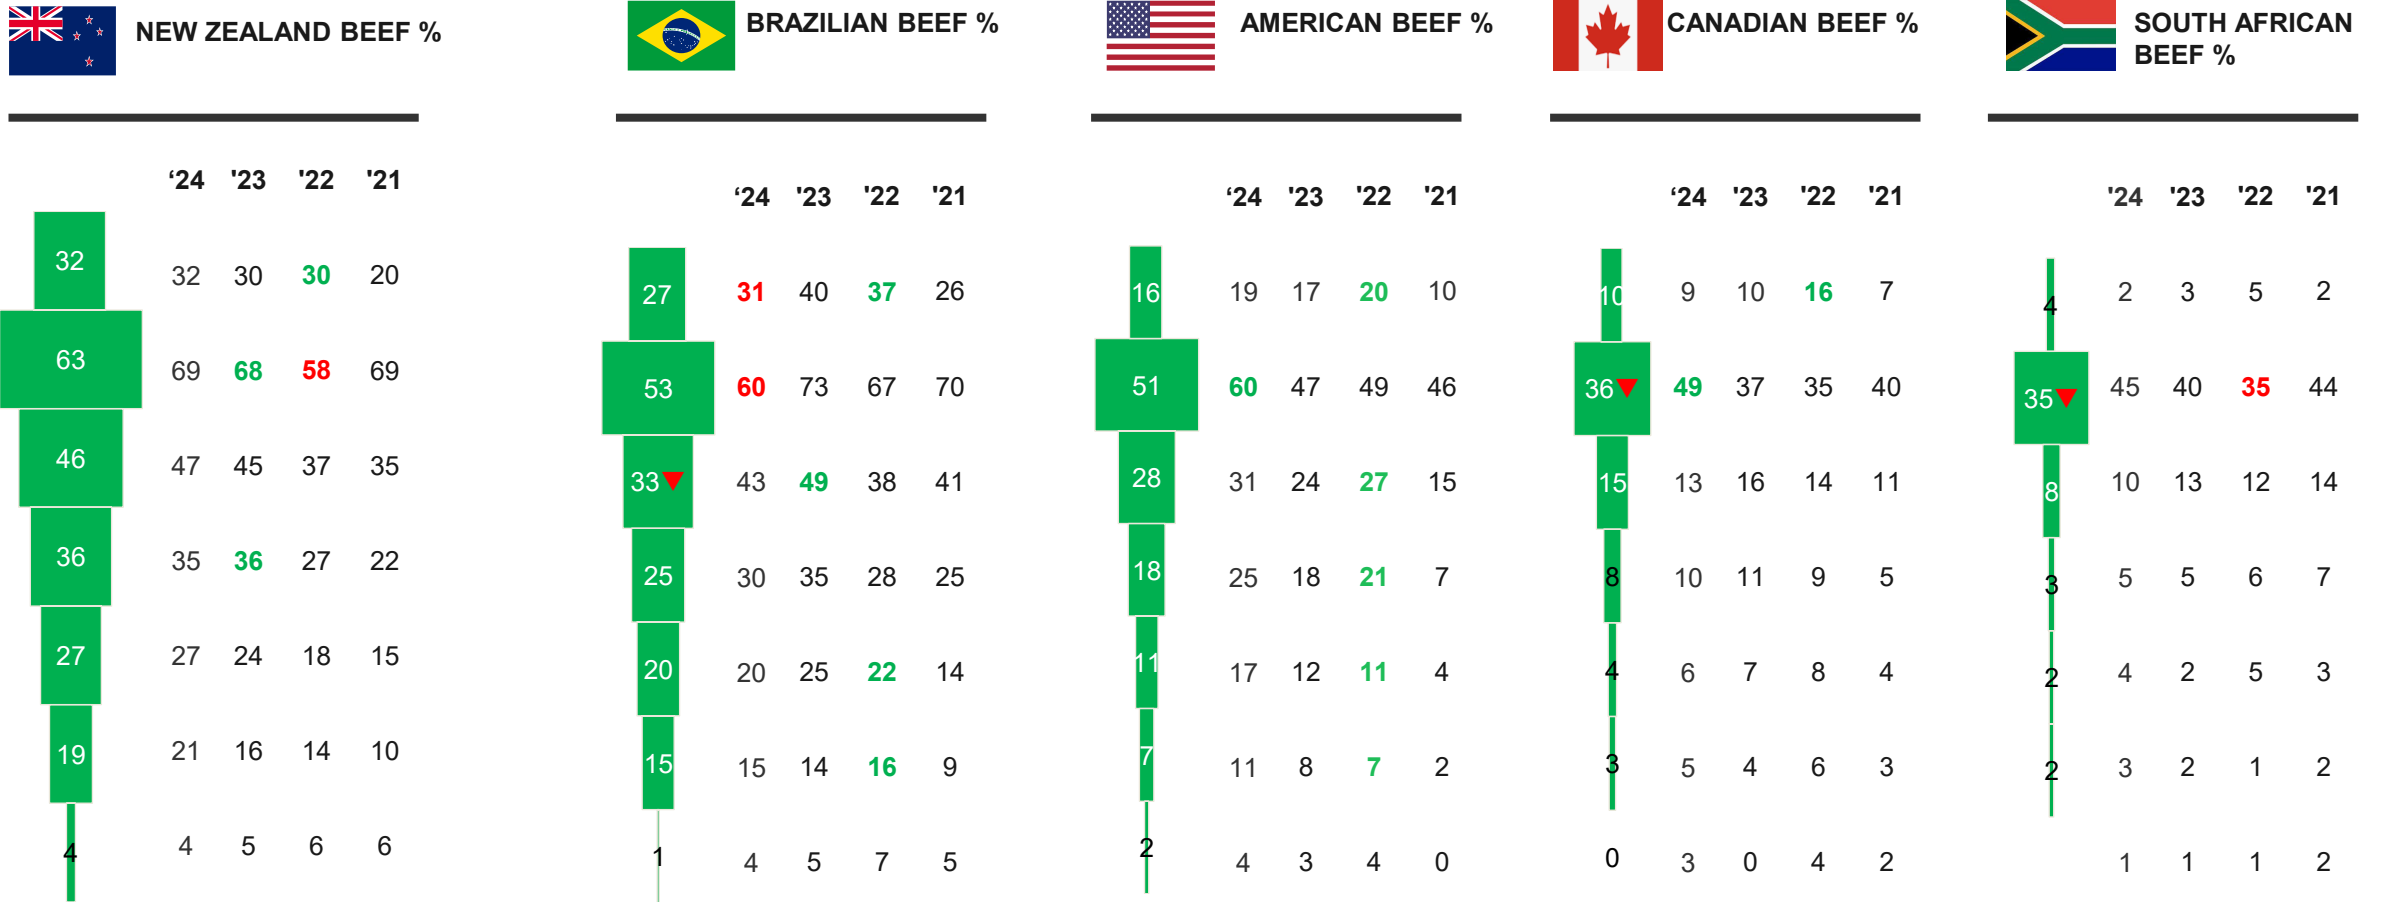 NEW ZEALAND BEEF %
‘24 '23 '22 '21
32 32 30 30 20
63 69 68 58 69
46 47 45 37 35
36 35 36 27 22
27 27 24 18 15
19 21 16 14 10
4 4 5 6 6
BRAZILIAN BEEF %
‘24 '23 '22 '21
27 31 40 37 26
53 60 73 67 70
33 43 49 38 41
25 30 35 28 25
20 20 25 22 14
15 15 14 16 9
1 4 5 7 5
AMERICAN BEEF %
‘24 '23 '22 '21
16 19 17 20 10
51 60 47 49 46
28 31 24 27 15
18 25 18 21 7
11 17 12 11 4
7 11 8 7 2
2 4 3 4 0
CANADIAN BEEF %
‘24 '23 '22 '21
10 9 10 16 7
36 49 37 35 40
15 13 16 14 11
8 10 11 9 5
4 6 7 8 4
3 5 4 6 3
0 3 0 4 2
SOUTH AFRICAN
BEEF %
'24 '23 '22 '21
4 2 3 5 2
35 45 40 35 44
8 10 13 12 14
3 5 5 6 7
2 4 2 5 3
2 3 2 1 2
1 1 1 2